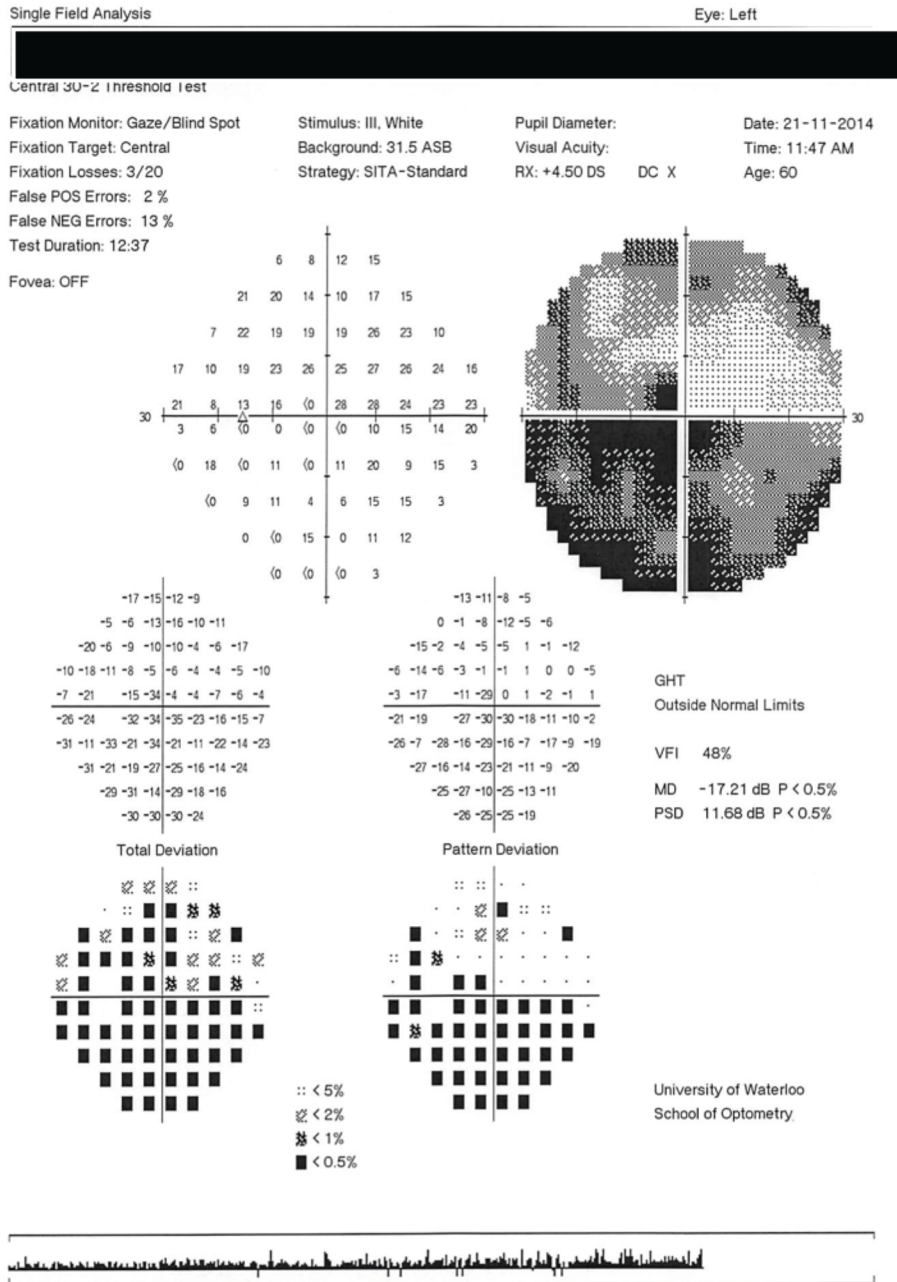 Single Field Analysis Eye: Left
Central 30-2 Threshold Test
Fixation Monitor: Gaze/Blind Spot Stimulus: III, White Pupil Diameter: Date: 21-11-2014
Fixation Target: Central Background: 31.5 ASB Visual Acuity: Time: 11:47 AM
Fixation Losses: 3/20 Strategy: SITA-Standard RX: +4.50 DS DC X Age: 60
False POS Errors: 2 %
False NEG Errors: 13 %
Test Duration: 12:37
Fovea: OFF
6 8 12 15
21 20 14 10 17 15
7 22 19 19 19 26 23 10
17 10 19 23 26 25 27 26 24 16
21 8 13 16 <0 28 28 24 23 23
30 30
3 6 <0 0 <0 <0 10 15 14 20
<0 18 <0 11 <0 11 20 9 15 3
<0 9 11 4 6 15 15 3
0 <0 15 0 11 12
<0 <0 <0 3
-17 -15 -12 -9
-5 -6 -13 -16 -10 -11
-20 -6 -9 -10 -10 -4 -6 -17
-10 -18 -11 -8 -5 -6 -4 -4 -5 -10
-7 -21 -15 -34 -4 -4 -7 -6 -4
-26 -24 -32 -34 -35 -23 -16 -15 -7
-31 -11 -33 -21 -34 -21 -11 -22 -14 -23
-31 -21 -19 -27 -25 -16 -14 -24
-29 -31 -14 -29 -18 -16
-30 -30 -30 -24
Total Deviation
-13 -11 -8 -5
0 -1 -8 -12 -5 -6
-15 -2 -4 -5 -5 1 -1 -12
-6 -14 -6 -3 -1 -1 1 0 0 -5
-3 -17 -11 -29 0 1 -2 -1 1
-21 -19 -27 -30 -30 -18 -11 -10 -2
-26 -7 -28 -16 -29 -16 -7 -17 -9 -19
-27 -16 -14 -23 -21 -11 -9 -20
-25 -27 -10 -25 -13 -11
-26 -25 -25 -19
Pattern Deviation
GHT
Outside Normal Limits
VFI 48%
MD -17.21 dB P < 0.5%
PSD 11.68 dB P < 0.5%
< 5%
< 2%
< 1%
< 0.5%
University of Waterloo
School of Optometry